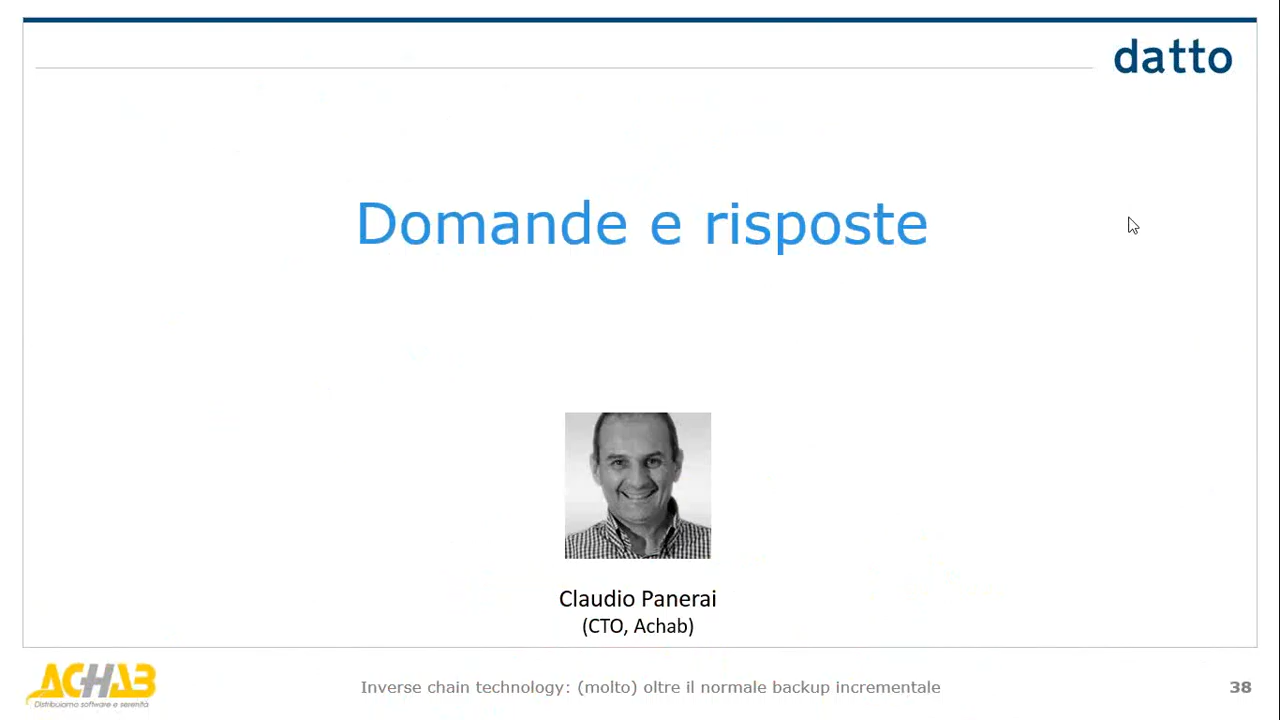 datto
Domande e risposte
Claudio Panerai
(CTO, Achab)
ACHAB
Distribuiamo software e serenità
Inverse chain technology: (molto) oltre il normale backup incrementale
38